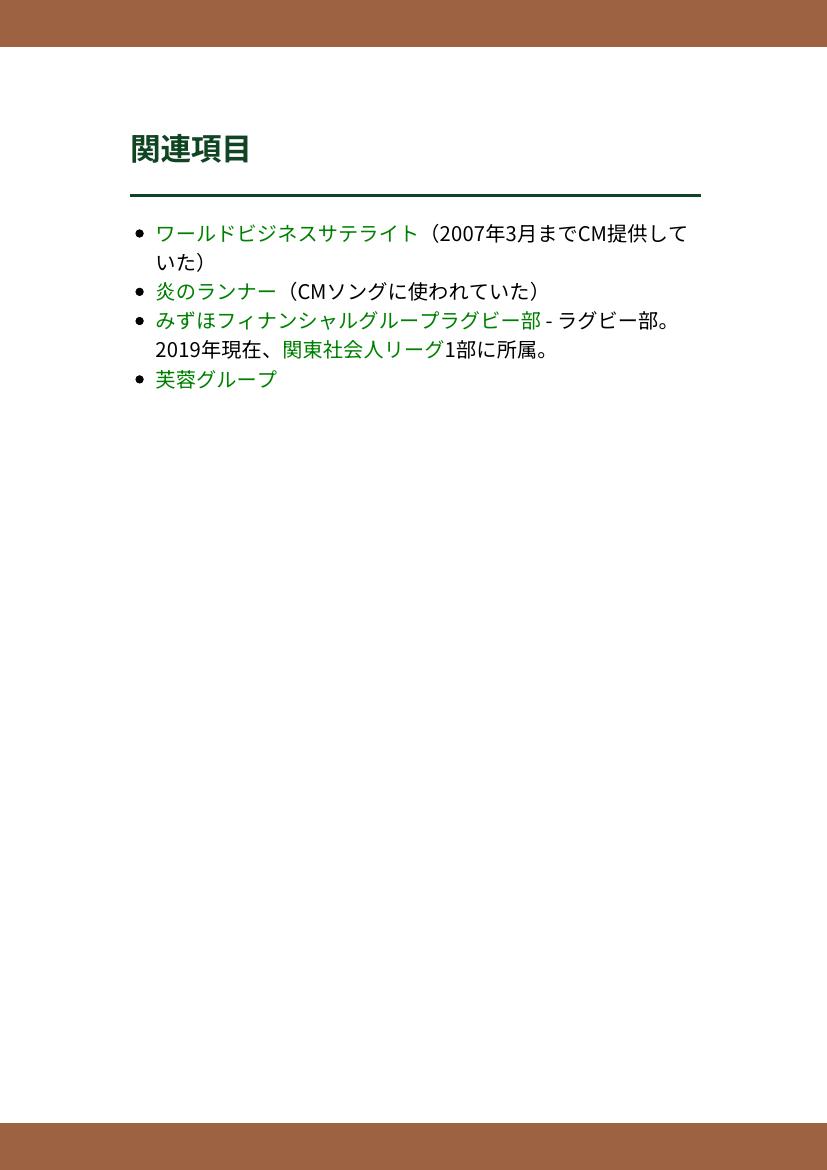 関連項目
ワールドビジネスサテライト（2007年3月までCM提供して
いた）
炎のランナー（CMソングに使われていた）
みずほフィナンシャルグループラグビー部 - ラグビー部。
2019年現在、関東社会人リーグ1部に所属。
芙蓉グループ